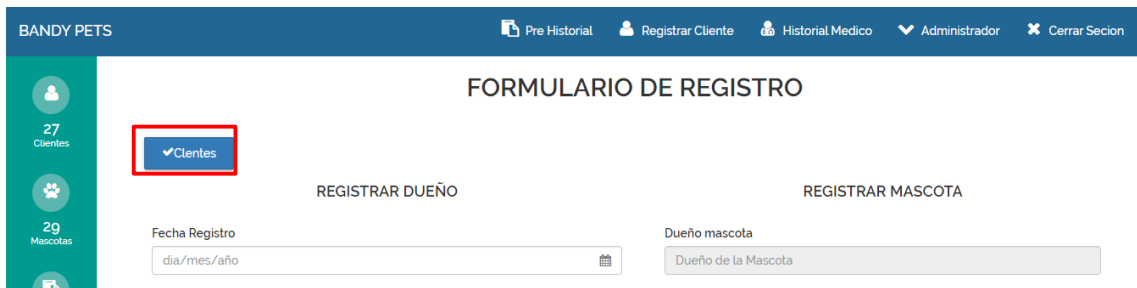 BANDY PETS Pre Historial Registrar Cliente Historial Medico Administrador Cerrar Secion
FORMULARIO DE REGISTRO
27
Clientes
Clentes
REGISTRAR DUEÑO REGISTRAR MASCOTA
29
Mascotas
Fecha Registro Dueño mascota
dia/mes/año Dueño de la Mascota